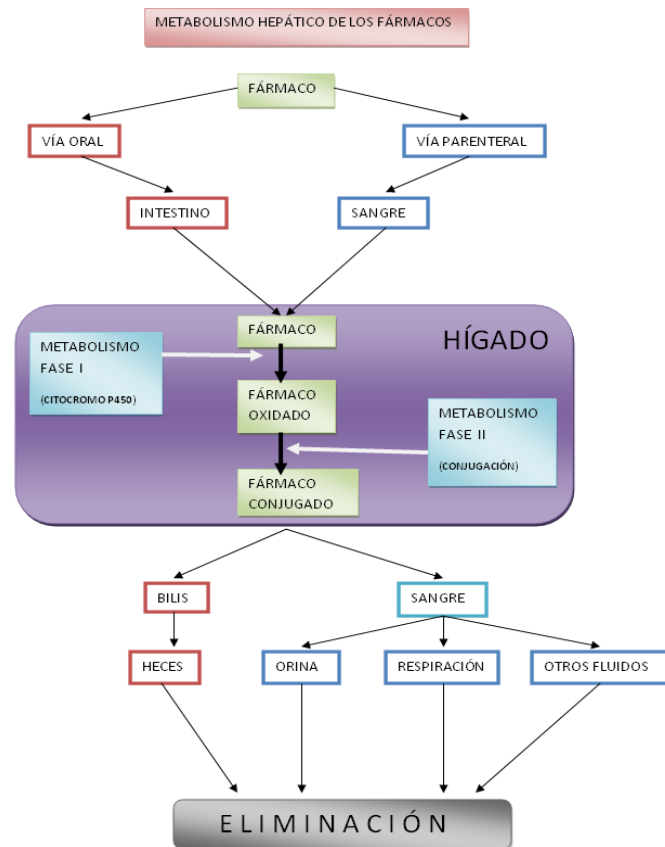 METABOLISMO HEPÁTICO DE LOS FÁRMACOS
FÁRMACO
VÍA ORAL
VÍA PARENTERAL
INTESTINO
SANGRE
HÍGADO
FÁRMACO
METABOLISMO
FASE I
(CITOCROMO P450)
FÁRMACO
OXIDADO
METABOLISMO
FASE II
(CONJUGACIÓN)
FÁRMACO
CONJUGADO
BILIS
SANGRE
HECES
ORINA
RESPIRACIÓN
OTROS FLUIDOS
ELIMINACIÓN